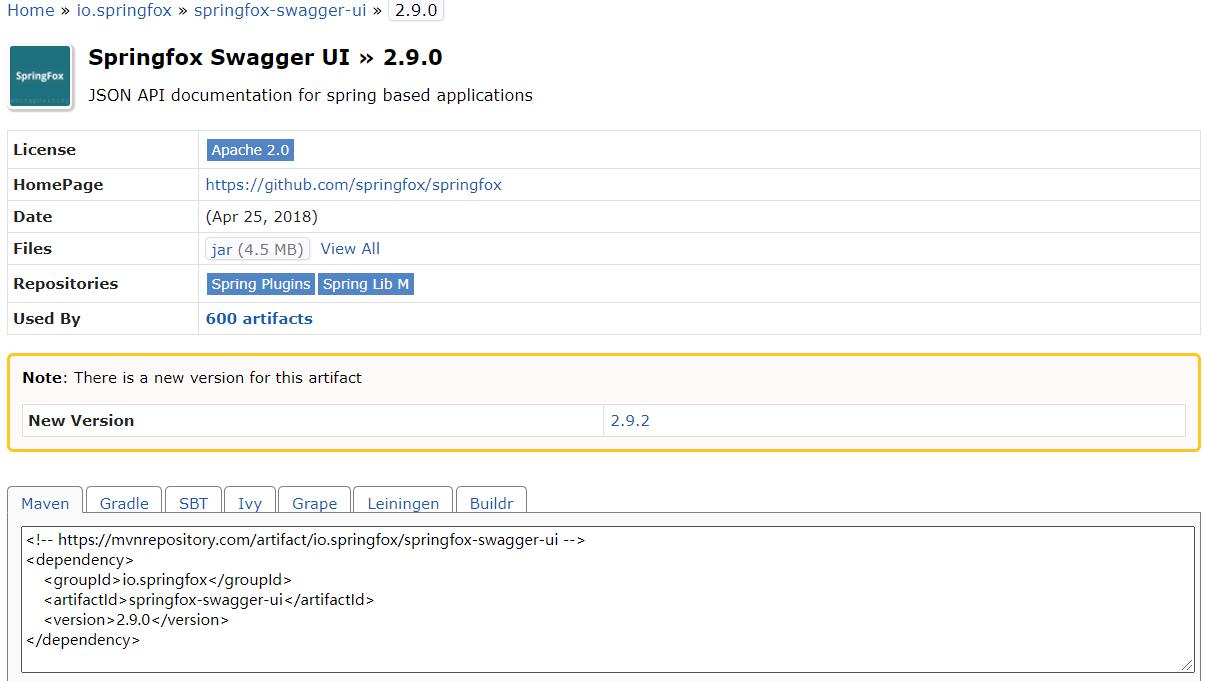 Home » io.springfox » springfox-swagger-ui » 2.9.0
SpringFox
Springfox Swagger UI » 2.9.0
JSON API documentation for spring based applications
License Apache 2.0
HomePage https://github.com/springfox/springfox
Date (Apr 25, 2018)
Files jar (4.5 MB) View All
Repositories Spring Plugins Spring Lib M
Used By 600 artifacts
Note: There is a new version for this artifact
New Version 2.9.2
Maven Gradle SBT Ivy Grape Leiningen Buildr
<!-- https://mvnrepository.com/artifact/io.springfox/springfox-swagger-ui -->
<dependency>
    <groupId>io.springfox</groupId>
    <artifactId>springfox-swagger-ui</artifactId>
    <version>2.9.0</version>
</dependency>